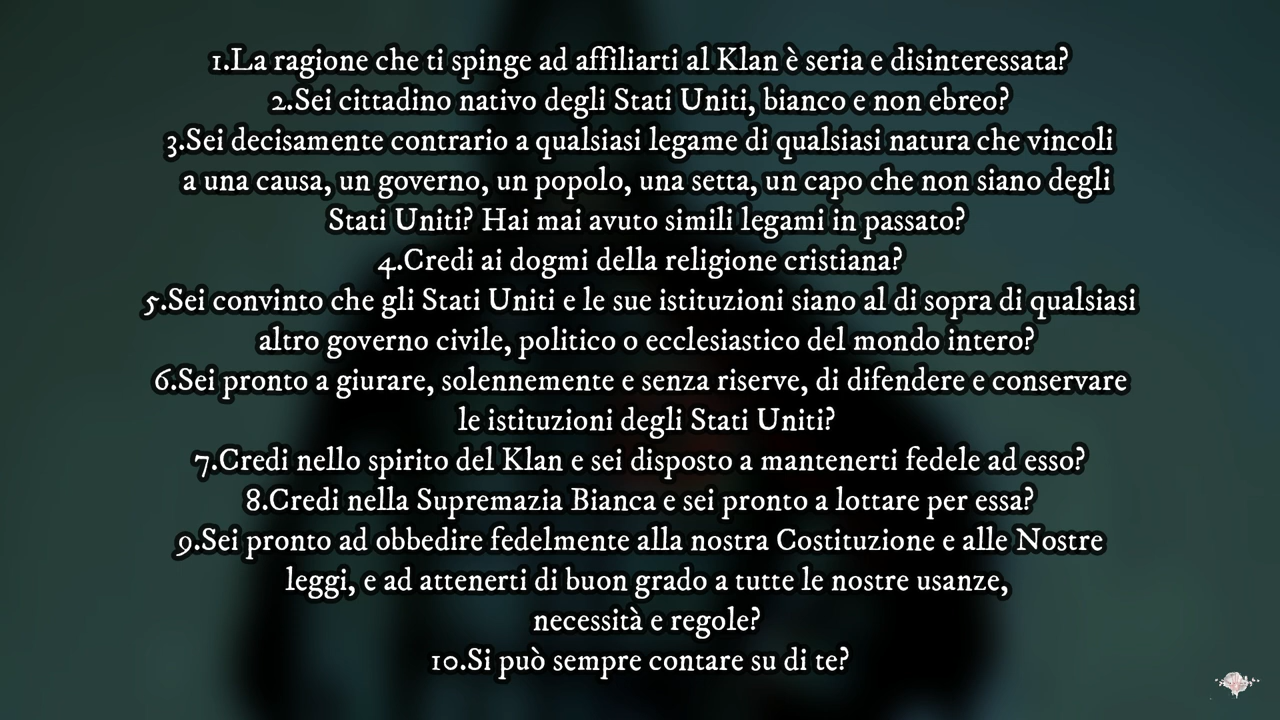 1.La ragione che ti spinge ad affiliarti al Klan è seria e disinteressata?
2.Sei cittadino nativo degli Stati Uniti, bianco e non ebreo?
3.Sei decisamente contrario a qualsiasi legame di qualsiasi natura che vincoli
a una causa, un governo, un popolo, una setta, un capo che non siano degli
Stati Uniti? Hai mai avuto simili legami in passato?
4.Credi ai dogmi della religione cristiana?
5.Sei convinto che gli Stati Uniti e le sue istituzioni siano al di sopra di qualsiasi
altro governo civile, politico o ecclesiastico del mondo intero?
6.Sei pronto a giurare, solennemente e senza riserve, di difendere e conservare
le istituzioni degli Stati Uniti?
7.Credi nello spirito del Klan e sei disposto a mantenerti fedele ad esso?
8.Credi nella Supremazia Bianca e sei pronto a lottare per essa?
9.Sei pronto ad obbedire fedelmente alla nostra Costituzione e alle Nostre
leggi, e ad attenerti di buon grado a tutte le nostre usanze,
necessità e regole?
10.Si può sempre contare su di te?